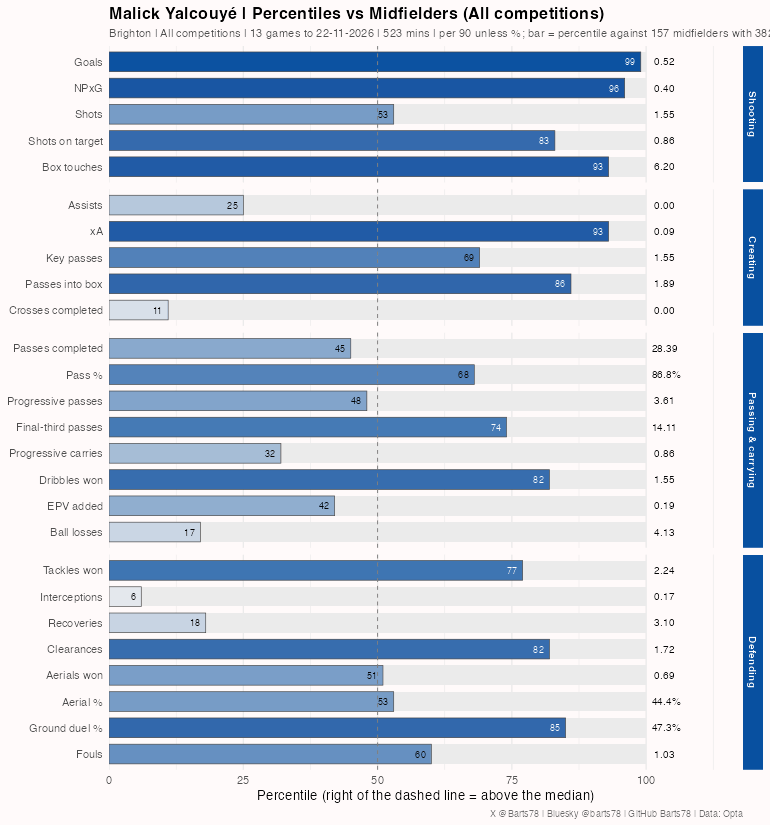 Malick Yalcouyé | Percentiles vs Midfielders (All competitions)
Brighton | All competitions | 13 games to 22-11-2026 | 523 mins | per 90 unless %; bar = percentile against 157 midfielders with 382
Goals 99 0.52
NPxG 96 0.40
Shots 53 1.55
Shots on target 83 0.86
Box touches 93 6.20
Shooting
Assists 25 0.00
xA 93 0.09
Key passes 69 1.55
Passes into box 86 1.89
Crosses completed 11 0.00
Creating
Passes completed 45 28.39
Pass % 68 86.8%
Progressive passes 48 3.61
Final-third passes 74 14.11
Progressive carries 32 0.86
Dribbles won 82 1.55
EPV added 42 0.19
Ball losses 17 4.13
Passing & carrying
Tackles won 77 2.24
Interceptions 6 0.17
Recoveries 18 3.10
Clearances 82 1.72
Aerials won 51 0.69
Aerial % 53 44.4%
Ground duel % 85 47.3%
Fouls 60 1.03
Defending
0 25 50 75 100
Percentile (right of the dashed line = above the median)
X @Barts78 | Bluesky @barts78 | GitHub Barts78 | Data: Opta